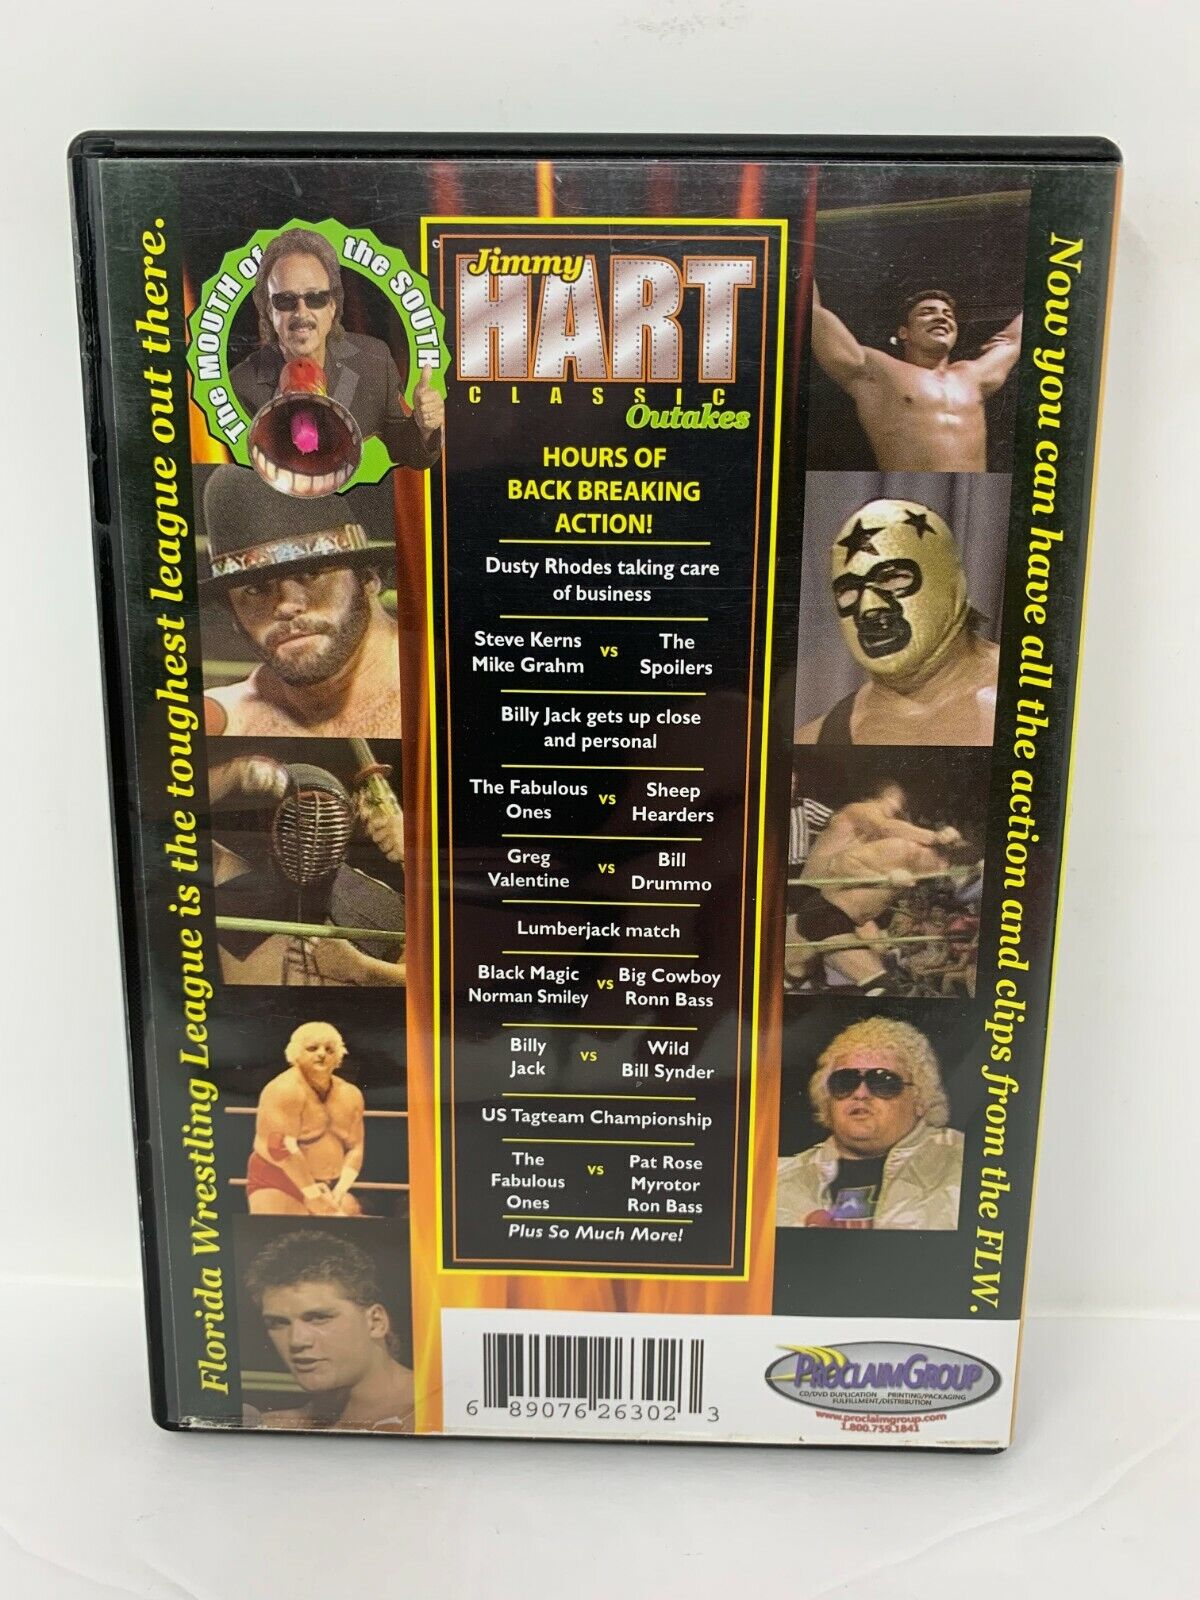 Florida Wrestling League is the toughest league out there.
The MOUTH of the SOUTH
Jimmy
HART
CLASSIC
Outakes
HOURS OF
BACK BREAKING
ACTION!
Dusty Rhodes taking care
of business
Steve Kerns vs The
Mike Grahm Spoilers
Billy Jack gets up close
and personal
The Fabulous vs Sheep
Ones Hearders
Greg vs Bill
Valentine Drummo
Lumberjack match
Black Magic vs Big Cowboy
Norman Smiley Ronn Bass
Billy vs Wild
Jack Bill Synder
US Tagteam Championship
The vs Pat Rose
Fabulous Myrotor
Ones Ron Bass
Plus So Much More!
Now you can have all the action and clips from the FLW.
6 89076 26302 3
PROCLAIMGROUP
CD/DVD DUPLICATION PRINTING/PACKAGING
FULFILLMENT/DISTRIBUTION
www.proclaimgroup.com
1.800.759.1841